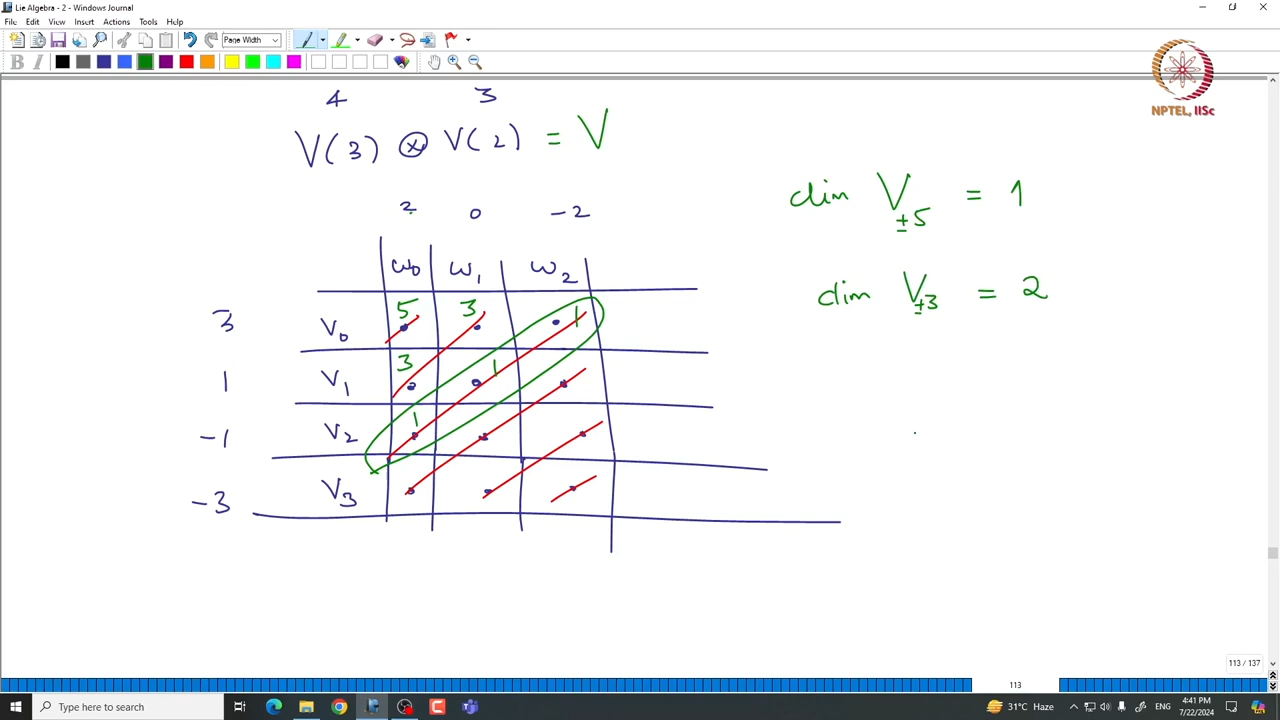 Lie Algebra - 2 - Windows Journal
File Edit View Insert Actions Tools Help
Page Width
B I
NPTEL, IISc
4 3
V(3) ⊗ V(2) = V
dim V±5 = 1
2 0 -2
w0 w1 w2
dim V±3 = 2
5 3 1
3 v0
3 1
1 v1
1
-1 v2
-3 v3
113 / 137
113
Type here to search
31°C Haze
ENG
4:41 PM
7/22/2024